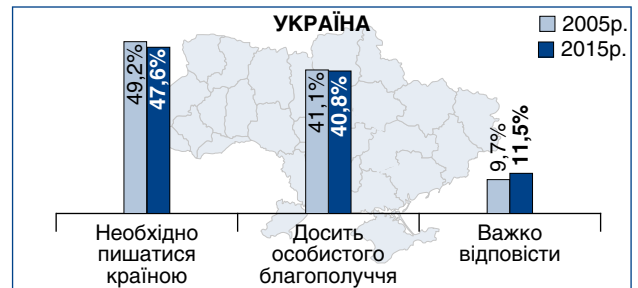 УКРАЇНА
2005р.
2015р.
49,2%
47,6%
41,1%
40,8%
9,7%
11,5%
Необхідно
пишатися
країною
Досить
особистого
благополуччя
Важко
відповісти